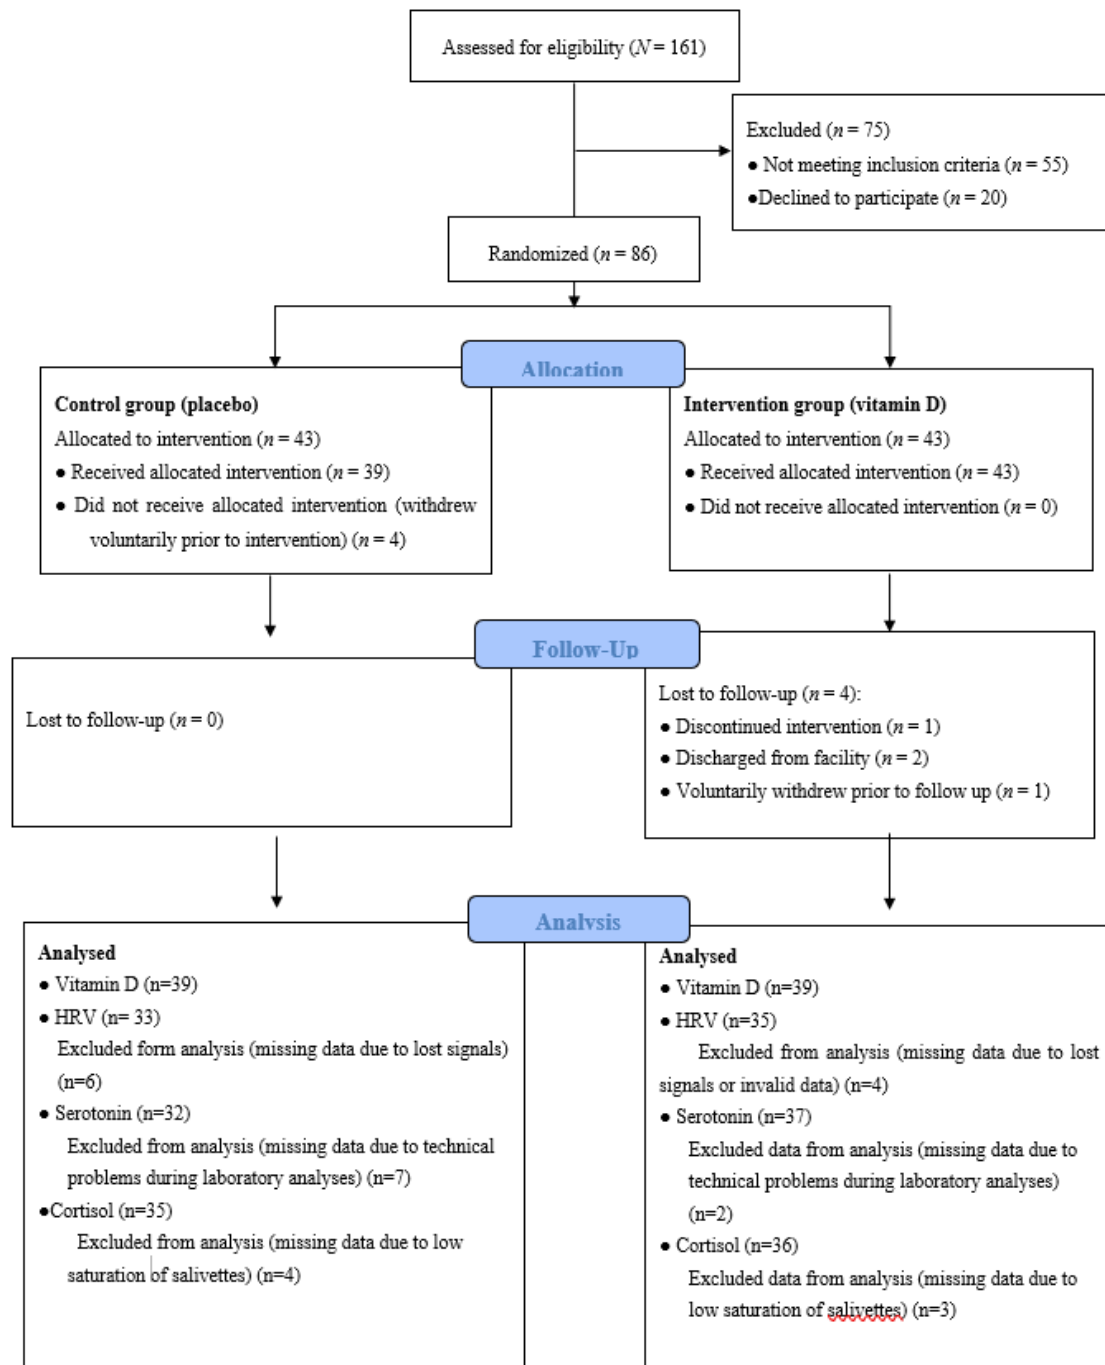 Assessed for eligibility (N = 161)
Excluded (n = 75)
● Not meeting inclusion criteria (n = 55)
●Declined to participate (n = 20)
Randomized (n = 86)
Allocation
Control group (placebo)
Allocated to intervention (n = 43)
● Received allocated intervention (n = 39)
● Did not receive allocated intervention (withdrew
voluntarily prior to intervention) (n = 4)
Intervention group (vitamin D)
Allocated to intervention (n = 43)
● Received allocated intervention (n = 43)
● Did not receive allocated intervention (n = 0)
Follow-Up
Lost to follow-up (n = 0)
Lost to follow-up (n = 4):
● Discontinued intervention (n = 1)
● Discharged from facility (n = 2)
● Voluntarily withdrew prior to follow up (n = 1)
Analysis
Analysed
● Vitamin D (n=39)
● HRV (n= 33)
Excluded form analysis (missing data due to lost signals)
(n=6)
● Serotonin (n=32)
Excluded from analysis (missing data due to technical
problems during laboratory analyses) (n=7)
●Cortisol (n=35)
Excluded from analysis (missing data due to low
saturation of salivettes) (n=4)
Analysed
● Vitamin D (n=39)
● HRV (n=35)
Excluded from analysis (missing data due to lost
signals or invalid data) (n=4)
● Serotonin (n=37)
Excluded data from analysis (missing data due to
technical problems during laboratory analyses)
(n=2)
● Cortisol (n=36)
Excluded data from analysis (missing data due to
low saturation of salivettes) (n=3)